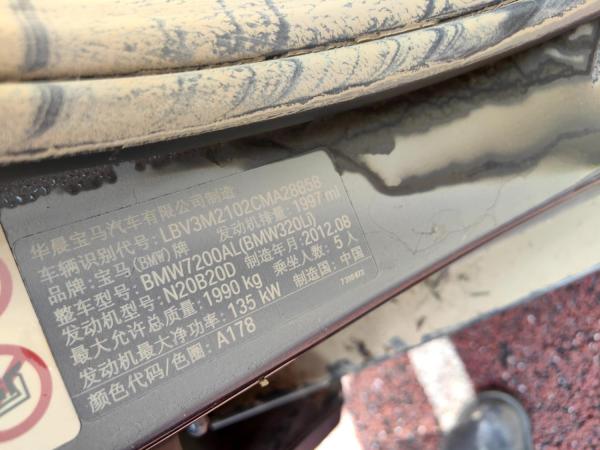 华晨宝马汽车有限公司制造
车辆识别代号: LBV3M2102CMA28858
品牌: 宝马(BMW)牌 发动机排量: 1997 ml
整车型号: BMW7200AL(BMW320Li)
发动机型号: N20B20D 制造年月: 2012.08
最大允许总质量: 1990 kg 乘坐人数: 5 人
发动机最大净功率: 135 kW 制造国: 中国
颜色代码/色圈: A178